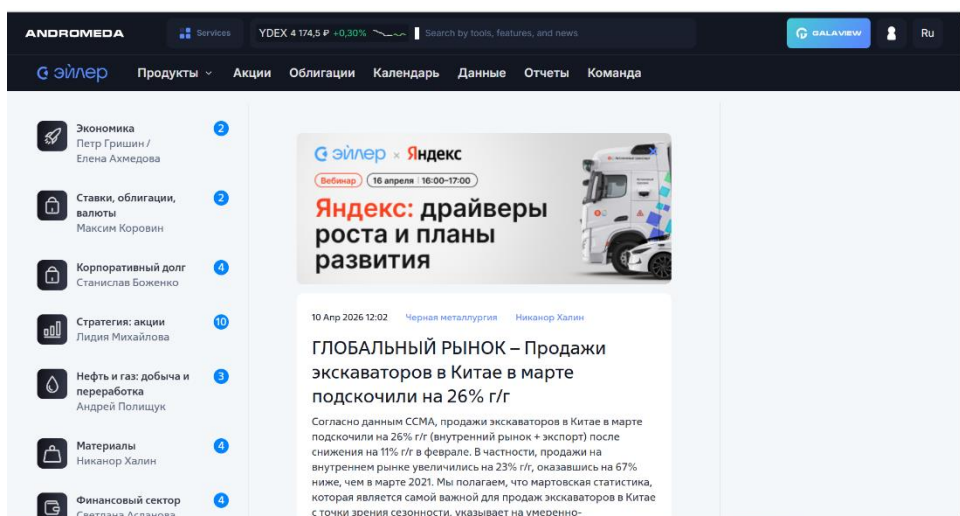 ANDROMEDA
Services
YDEX 4 174,5 ₽ +0,30%
Search by tools, features, and news
GALAVIEW
Ru
эйлер
Продукты
Акции
Облигации
Календарь
Данные
Отчеты
Команда
Экономика
2
Петр Гришин /
Елена Ахмедова
Ставки, облигации,
2
валюты
Максим Коровин
Корпоративный долг
4
Станислав Боженко
Стратегия: акции
10
Лидия Михайлова
Нефть и газ: добыча и
3
переработка
Андрей Полищук
Материалы
4
Никанор Халин
Финансовый сектор
4
Светлана Асланова
эйлер × Яндекс
Вебинар
16 апреля | 16:00–17:00
Яндекс: драйверы
роста и планы
развития
10 Апр 2026 12:02
Черная металлургия
Никанор Халин
ГЛОБАЛЬНЫЙ РЫНОК – Продажи
экскаваторов в Китае в марте
подскочили на 26% г/г
Согласно данным ССМА, продажи экскаваторов в Китае в марте
подскочили на 26% г/г (внутренний рынок + экспорт) после
снижения на 11% г/г в феврале. В частности, продажи на
внутреннем рынке увеличились на 23% г/г, оказавшись на 67%
ниже, чем в марте 2021. Мы полагаем, что мартовская статистика,
которая является самой важной для продаж экскаваторов в Китае
с точки зрения сезонности, указывает на умеренно-